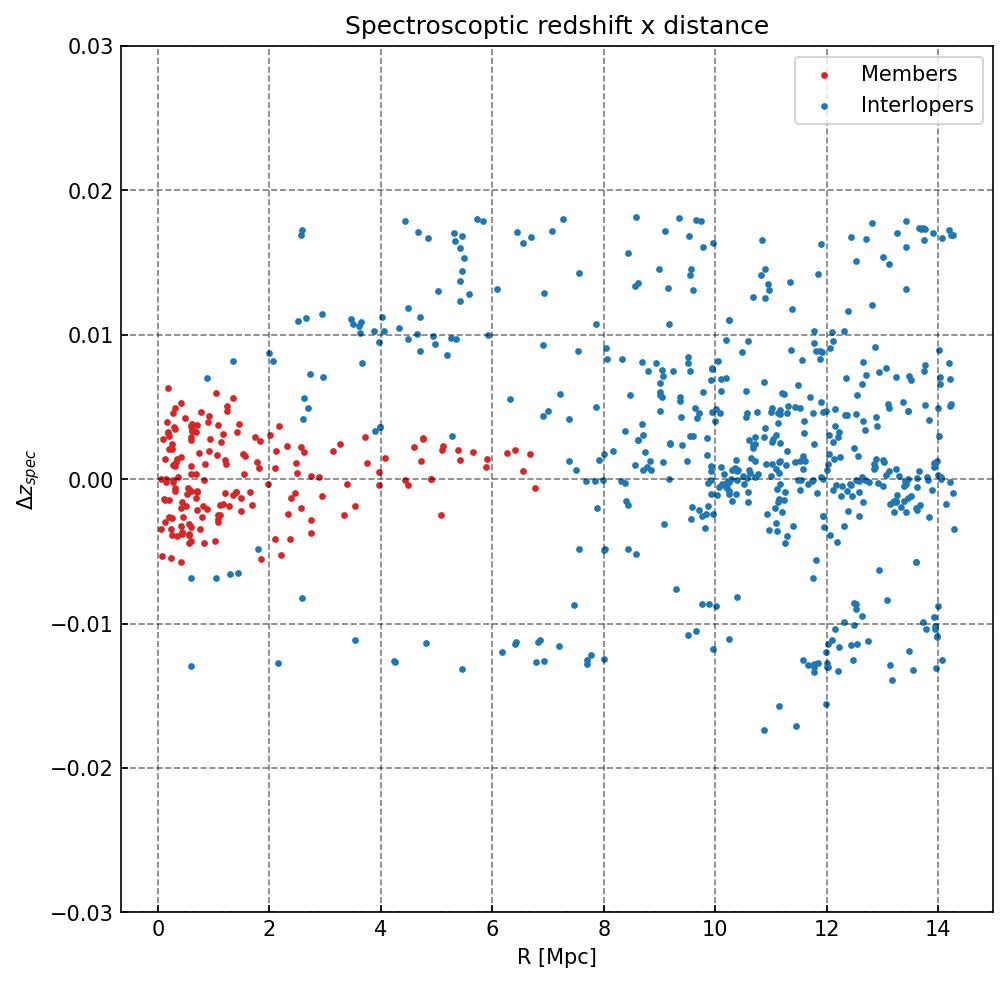 Spectroscoptic redshift x distance
Members
Interlopers
0.03
0.02
0.01
0.00
−0.01
−0.02
−0.03
Δz_spec
0 2 4 6 8 10 12 14
R [Mpc]